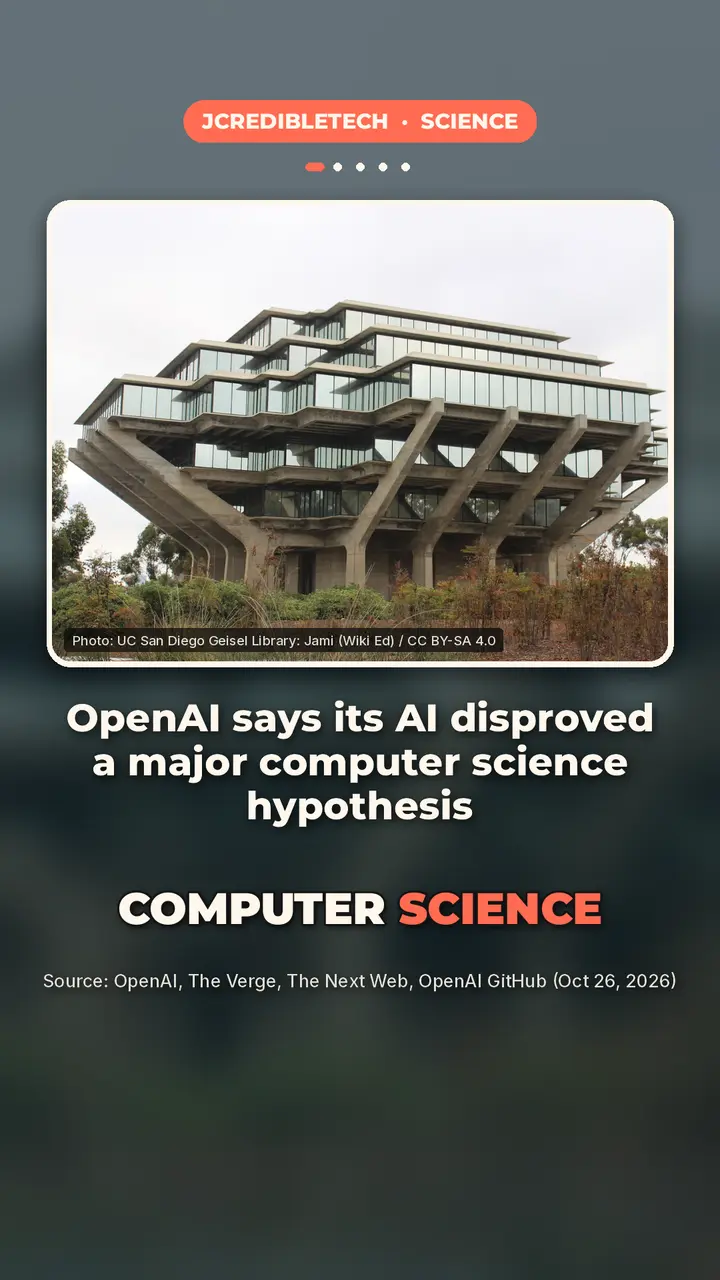 JCREDIBLETECH · SCIENCE
Photo: UC San Diego Geisel Library: Jami (Wiki Ed) / CC BY-SA 4.0
OpenAI says its AI disproved
a major computer science
hypothesis
COMPUTER SCIENCE
Source: OpenAI, The Verge, The Next Web, OpenAI GitHub (Oct 26, 2026)